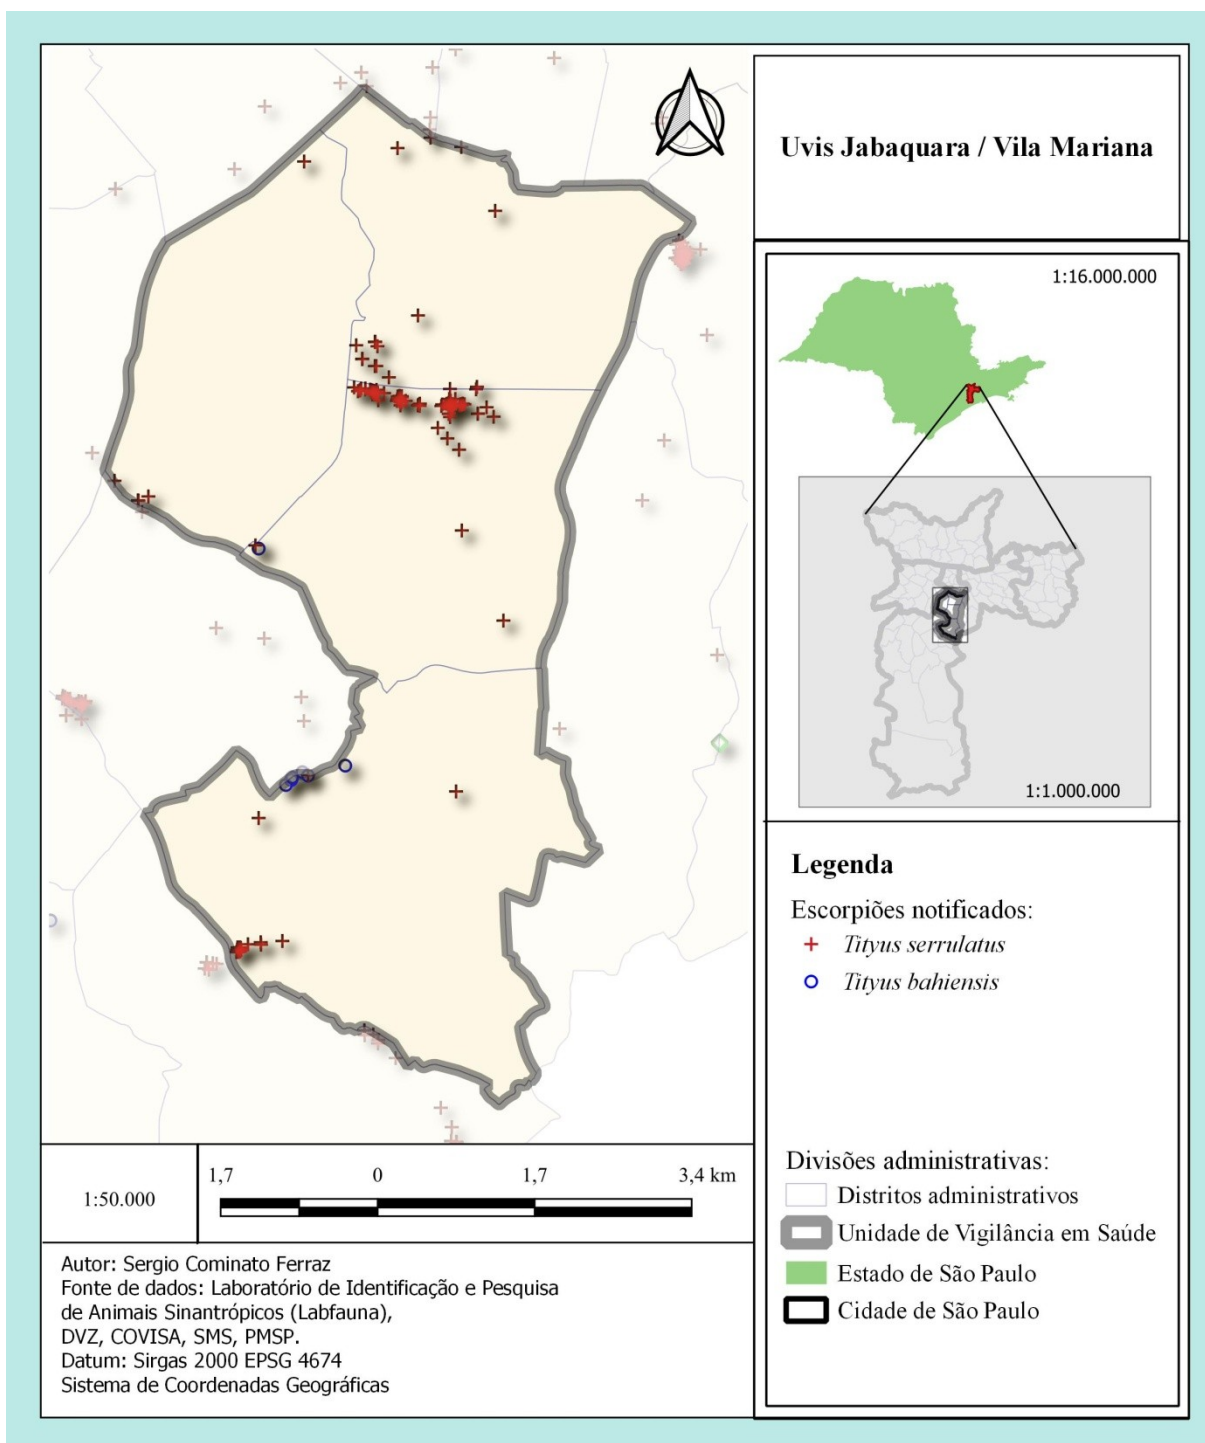 Uvis Jabaquara / Vila Mariana
1:16.000.000
1:1.000.000
Legenda
Escorpiões notificados:
Tityus serrulatus
Tityus bahiensis
Divisões administrativas:
Distritos administrativos
Unidade de Vigilância em Saúde
Estado de São Paulo
Cidade de São Paulo
1:50.000
1,7 0 1,7 3,4 km
Autor: Sergio Cominato Ferraz
Fonte de dados: Laboratório de Identificação e Pesquisa
de Animais Sinantrópicos (Labfauna),
DVZ, COVISA, SMS, PMSP.
Datum: Sirgas 2000 EPSG 4674
Sistema de Coordenadas Geográficas